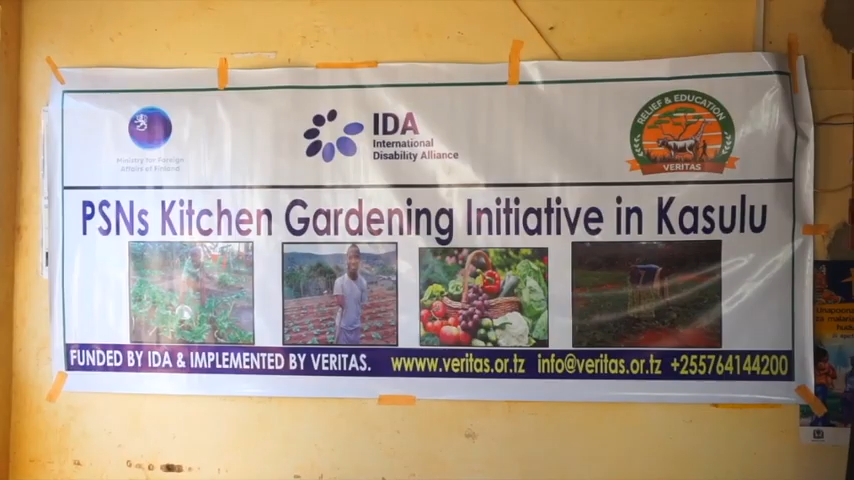 Ministry for Foreign
Affairs of Finland
IDA
International
Disability Alliance
RELIEF & EDUCATION
VERITAS
PSNs Kitchen Gardening Initiative in Kasulu
FUNDED BY IDA & IMPLEMENTED BY VERITAS. www.veritas.or.tz info@veritas.or.tz +255764144200